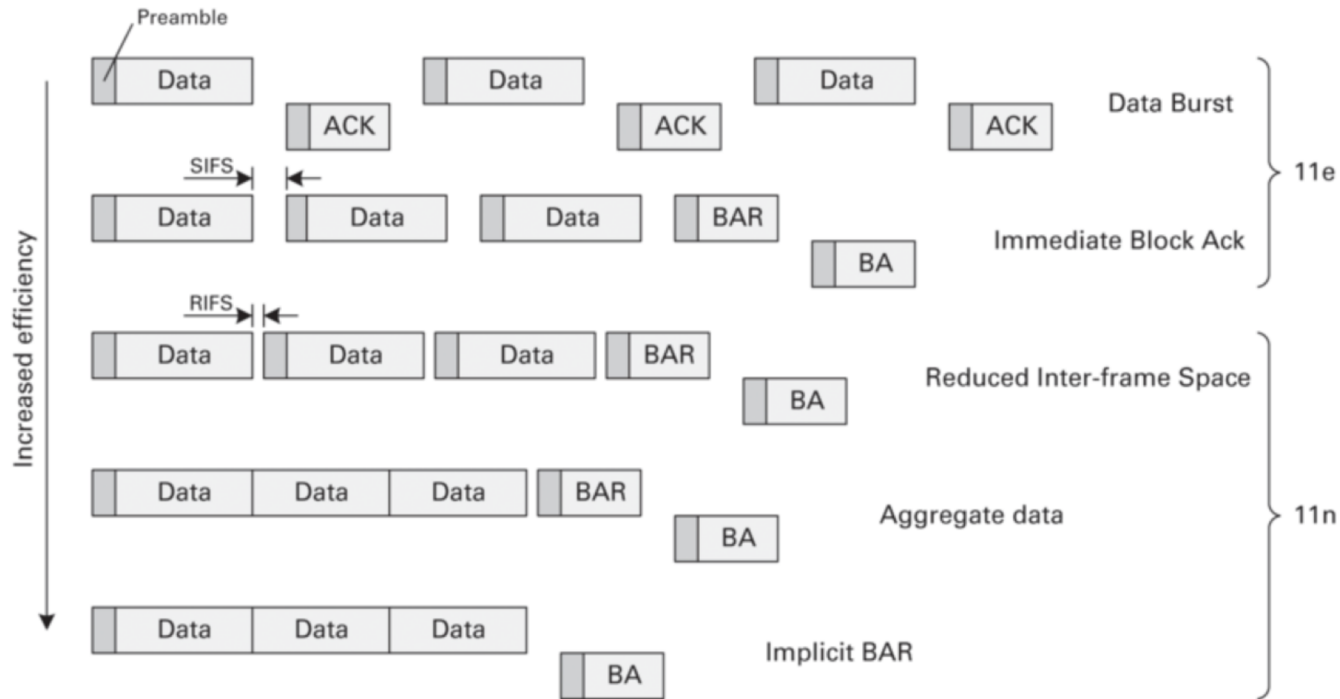 Preamble
Data
Data
Data
Data Burst
ACK
ACK
ACK
11e
SIFS
Data
Data
Data
BAR
Immediate Block Ack
BA
Increased efficiency
RIFS
Data
Data
Data
BAR
Reduced Inter-frame Space
BA
Data
Data
Data
BAR
Aggregate data
11n
BA
Data
Data
Data
Implicit BAR
BA